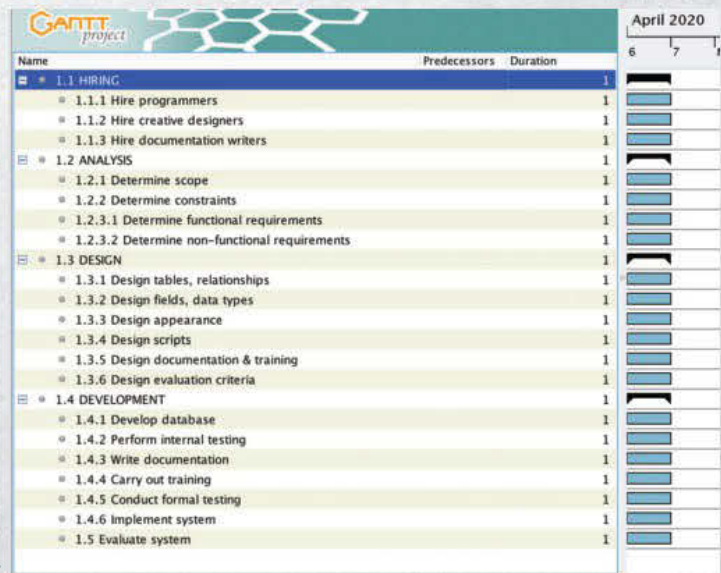 GANTT
project
April 2020
6 7
Name Predecessors Duration
1.1 HIRING 1
1.1.1 Hire programmers 1
1.1.2 Hire creative designers 1
1.1.3 Hire documentation writers 1
1.2 ANALYSIS 1
1.2.1 Determine scope 1
1.2.2 Determine constraints 1
1.2.3.1 Determine functional requirements 1
1.2.3.2 Determine non-functional requirements 1
1.3 DESIGN 1
1.3.1 Design tables, relationships 1
1.3.2 Design fields, data types 1
1.3.3 Design appearance 1
1.3.4 Design scripts 1
1.3.5 Design documentation & training 1
1.3.6 Design evaluation criteria 1
1.4 DEVELOPMENT 1
1.4.1 Develop database 1
1.4.2 Perform internal testing 1
1.4.3 Write documentation 1
1.4.4 Carry out training 1
1.4.5 Conduct formal testing 1
1.4.6 Implement system 1
1.5 Evaluate system 1